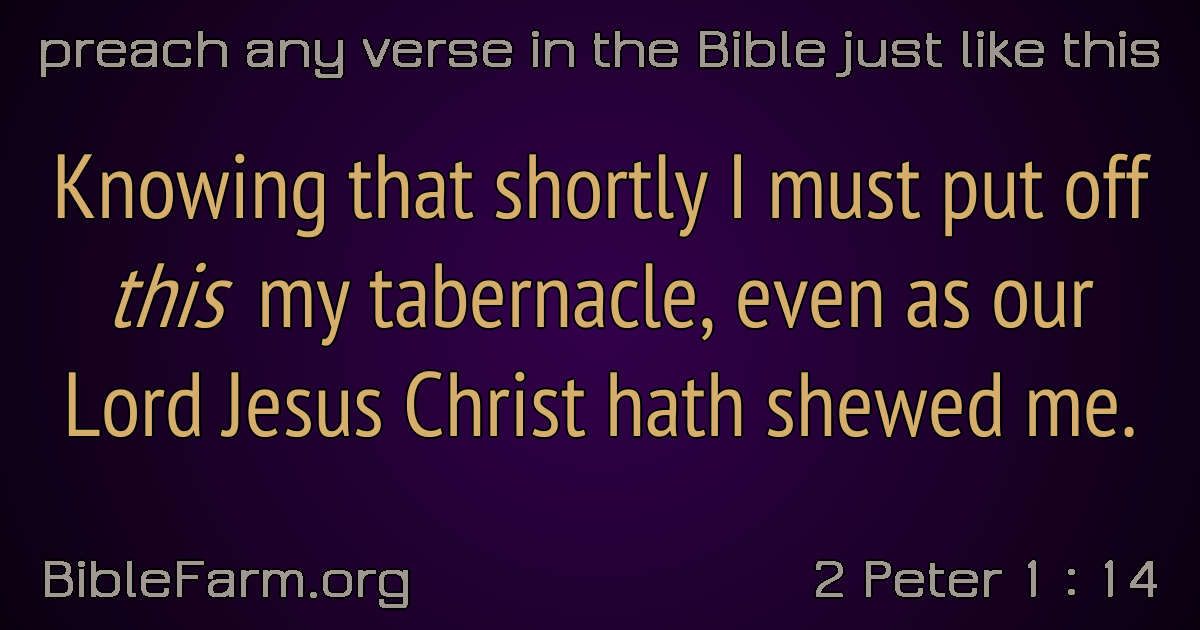 preach any verse in the Bible just like this
Knowing that shortly I must put off
this my tabernacle, even as our
Lord Jesus Christ hath shewed me.
BibleFarm.org
2 Peter 1 : 14